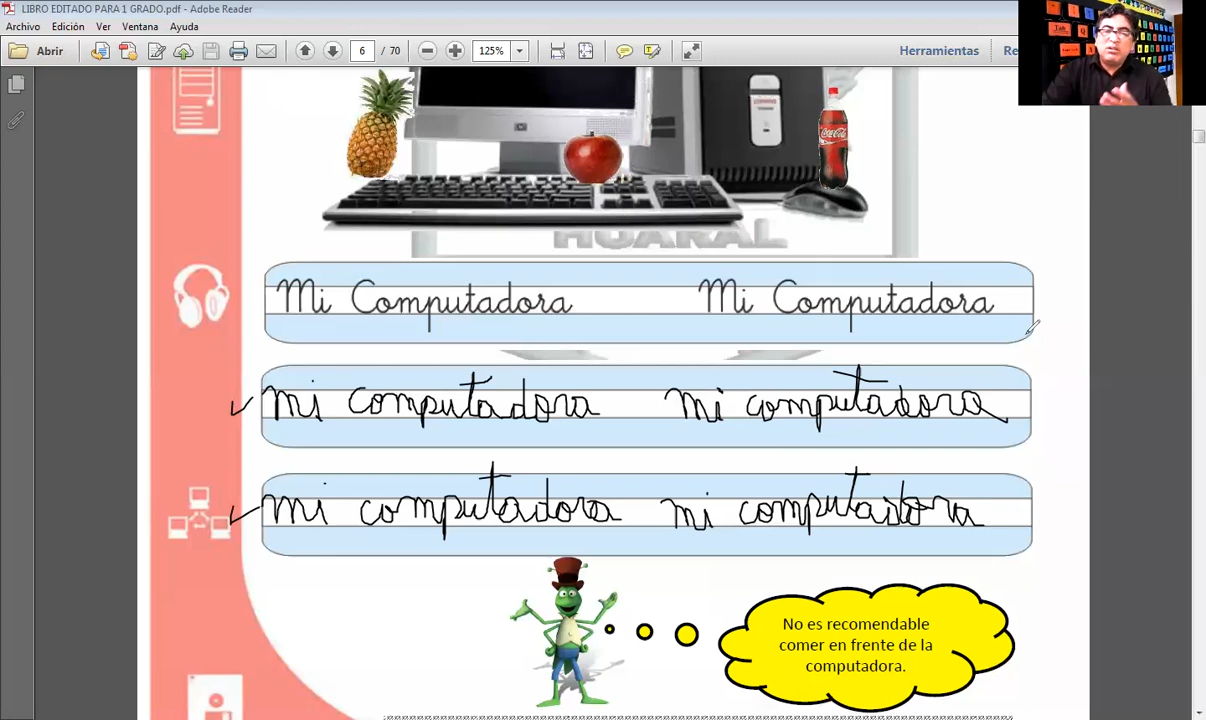 LIBRO EDITADO PARA 1 GRADO.pdf - Adobe Reader
Archivo Edición Ver Ventana Ayuda
Abrir 6 / 70 125% Herramientas
HUARAL
Mi Computadora Mi Computadora
mi computadora mi computadora
mi computadora mi computadora
No es recomendable
comer en frente de la
computadora.